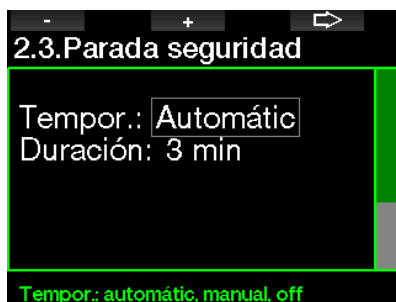 - +
2.3.Parada seguridad
Tempor.: Automátic
Duración: 3 min
Tempor.: automátic, manual, off